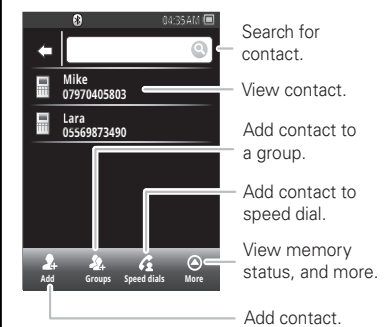 04:35AM
Search for
contact.
Mike
07970405803
View contact.
Lara
05569873490
Add contact to
a group.
Add contact to
speed dial.
View memory
status, and more.
Add
Groups
Speed dials
More
Add contact.